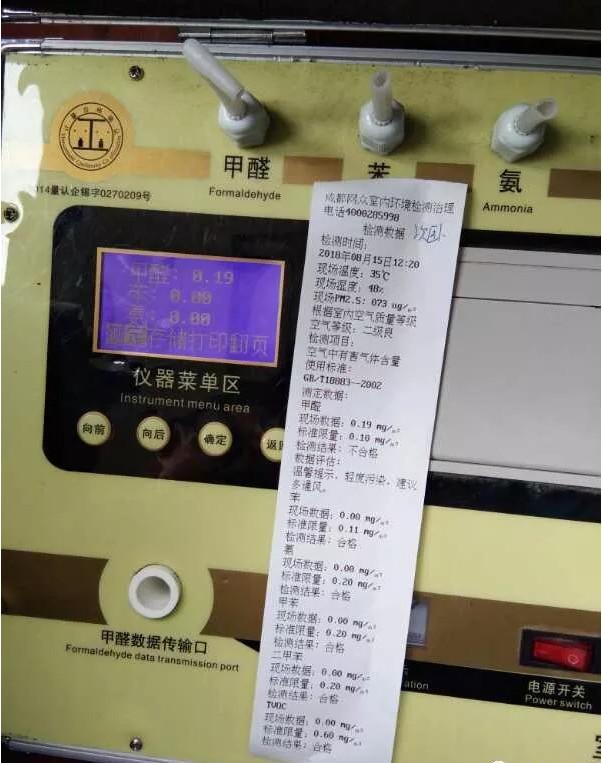 甲醛
苯
氨
Formaldehyde
Ammonia
014量认企锡字0270209号
甲醛: 0.19
苯: 0.00
氨: 0.00
存储打印翻页
仪器菜单区
Instrument menu area
向前
向后
确定
返回
甲醛数据传输口
Formaldehyde data transmission port
电源开关
Power switch
成都网众室内环境检测治理
电话4000285998
检测数据
次卧
检测时间:
2018年08月15日12:20
现场温度: 35℃
现场湿度: 48%
现场PM2.5: 073 ug/m³
根据室内空气质量等级
空气等级: 二级良
检测项目:
空气中有害气体含量
使用标准:
GB/T18883--2002
测定数据:
甲醛
现场数据: 0.19 mg/m³
标准限量: 0.10 mg/m³
检测结果: 不合格
数据评估:
温馨提示, 轻度污染, 建议
多通风。
苯
现场数据: 0.00 mg/m³
标准限量: 0.11 mg/m³
检测结果: 合格
氨
现场数据: 0.00 mg/m³
标准限量: 0.20 mg/m³
检测结果: 合格
甲苯
现场数据: 0.00 mg/m³
标准限量: 0.20 mg/m³
检测结果: 合格
二甲苯
现场数据: 0.00 mg/m³
标准限量: 0.20 mg/m³
检测结果: 合格
TVOC
现场数据: 0.00 mg/m³
标准限量: 0.60 mg/m³
检测结果: 合格